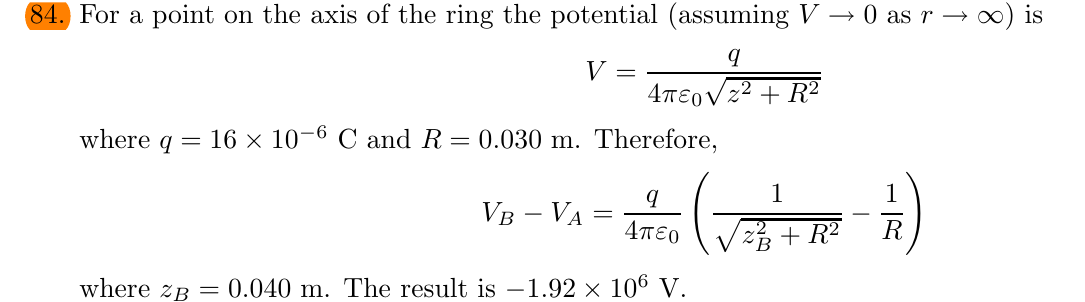 84. For a point on the axis of the ring the potential (assuming V → 0 as r → ∞) is
V = q / (4πε₀√(z² + R²))
where q = 16 × 10⁻⁶ C and R = 0.030 m. Therefore,
V_B − V_A = q / (4πε₀) (1 / √(z_B² + R²) − 1 / R)
where z_B = 0.040 m. The result is −1.92 × 10⁶ V.